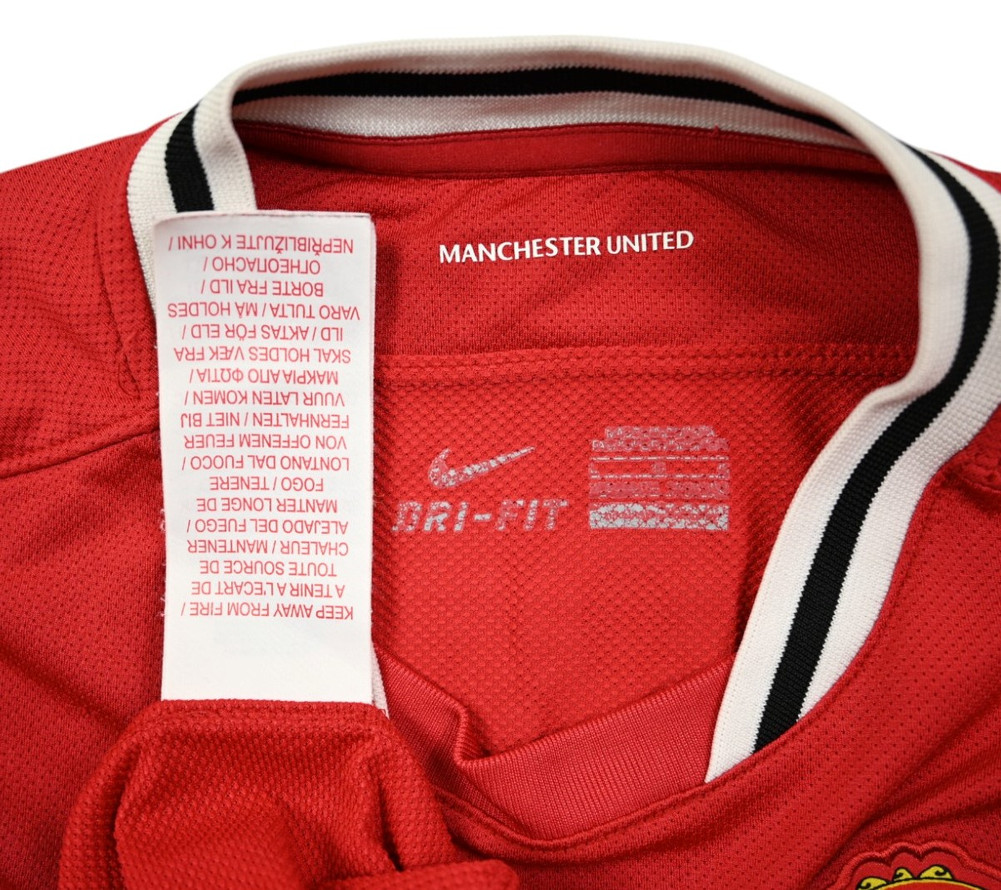 MANCHESTER UNITED
DRI-FIT
KEEP AWAY FROM FIRE /
A TENIR A L'ECART DE
TOUTE SOURCE DE
CHALEUR / MANTENER
ALEJADO DEL FUEGO /
MANTER LONGE DE
FOGO / TENERE
LONTANO DAL FUOCO /
VON OFFENEM FEUER
FERNHALTEN / NIET BIJ
VUUR LATEN KOMEN /
ΜΑΚΡΙΑ ΑΠΟ ΦΩΤΙΑ /
SKAL HOLDES VÆK FRA
ILD / AKTAS FÖR ELD /
VARO TULTA / MÅ HOLDES
BORTE FRA ILD /
ОГНЕОПАСНО /
NEPŘIBLIŽUJTE K OHNI /